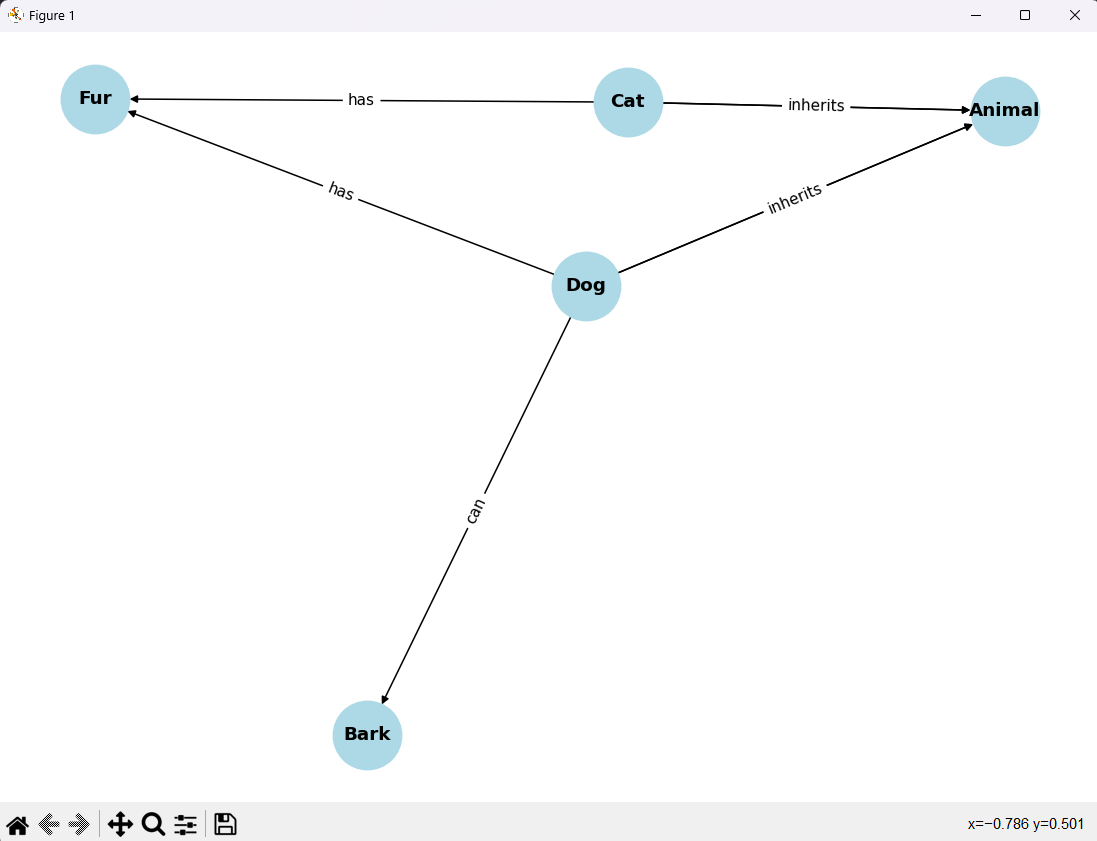 Figure 1
Fur
has
Cat
inherits
Animal
has
inherits
Dog
can
Bark
x=−0.786 y=0.501